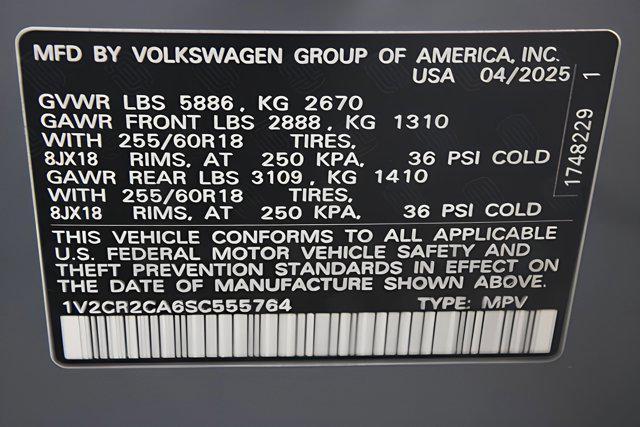 MFD BY VOLKSWAGEN GROUP OF AMERICA, INC.
USA 04/2025
GVWR LBS 5886, KG 2670
GAWR FRONT LBS 2888, KG 1310
WITH 255/60R18 TIRES,
8JX18 RIMS, AT 250 KPA, 36 PSI COLD
GAWR REAR LBS 3109, KG 1410
WITH 255/60R18 TIRES,
8JX18 RIMS, AT 250 KPA, 36 PSI COLD
1748229 1
THIS VEHICLE CONFORMS TO ALL APPLICABLE
U.S. FEDERAL MOTOR VEHICLE SAFETY AND
THEFT PREVENTION STANDARDS IN EFFECT ON
THE DATE OF MANUFACTURE SHOWN ABOVE.
1V2CR2CA6SC555764 TYPE: MPV